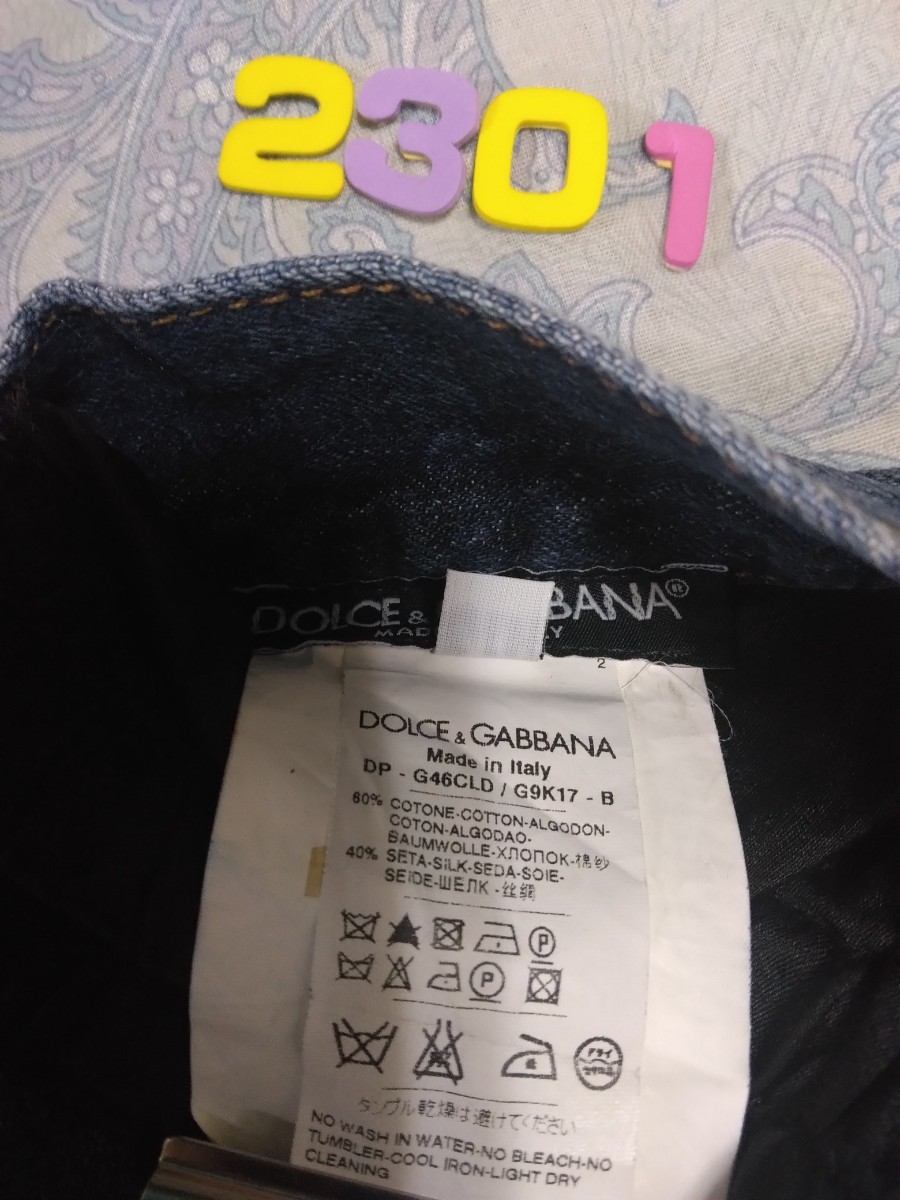 2301
DOLCE & BANA®
MAD Y
2
DOLCE & GABBANA
Made in Italy
DP - G46CLD / G9K17 - B
60% COTONE-COTTON-ALGODON-
COTON-ALGODAO-
BAUMWOLLE-ХЛОПОК-棉纱
40% SETA-SILK-SEDA-SOIE-
SEIDE-ШЕЛК-丝绸
P
P
ドライ
タンブル乾燥は避けてください
NO WASH IN WATER-NO BLEACH-NO
TUMBLER-COOL IRON-LIGHT DRY
CLEANING